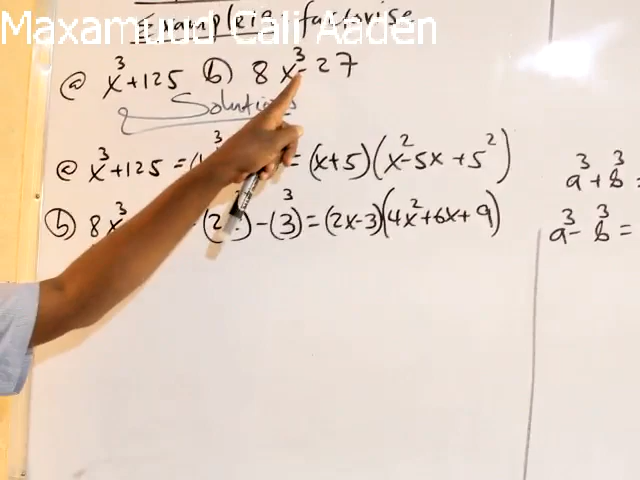 Maxamuud Cali Aaden
Example factorise
ⓐ x³+125 ⓑ 8x³-27
Solution
ⓐ x³+125 = ( ³ = (x+5)(x²-5x+5²)
ⓑ 8x³ (2 )-(3)³=(2x-3)(4x²+6x+9)
a³+b³=
a³-b³=